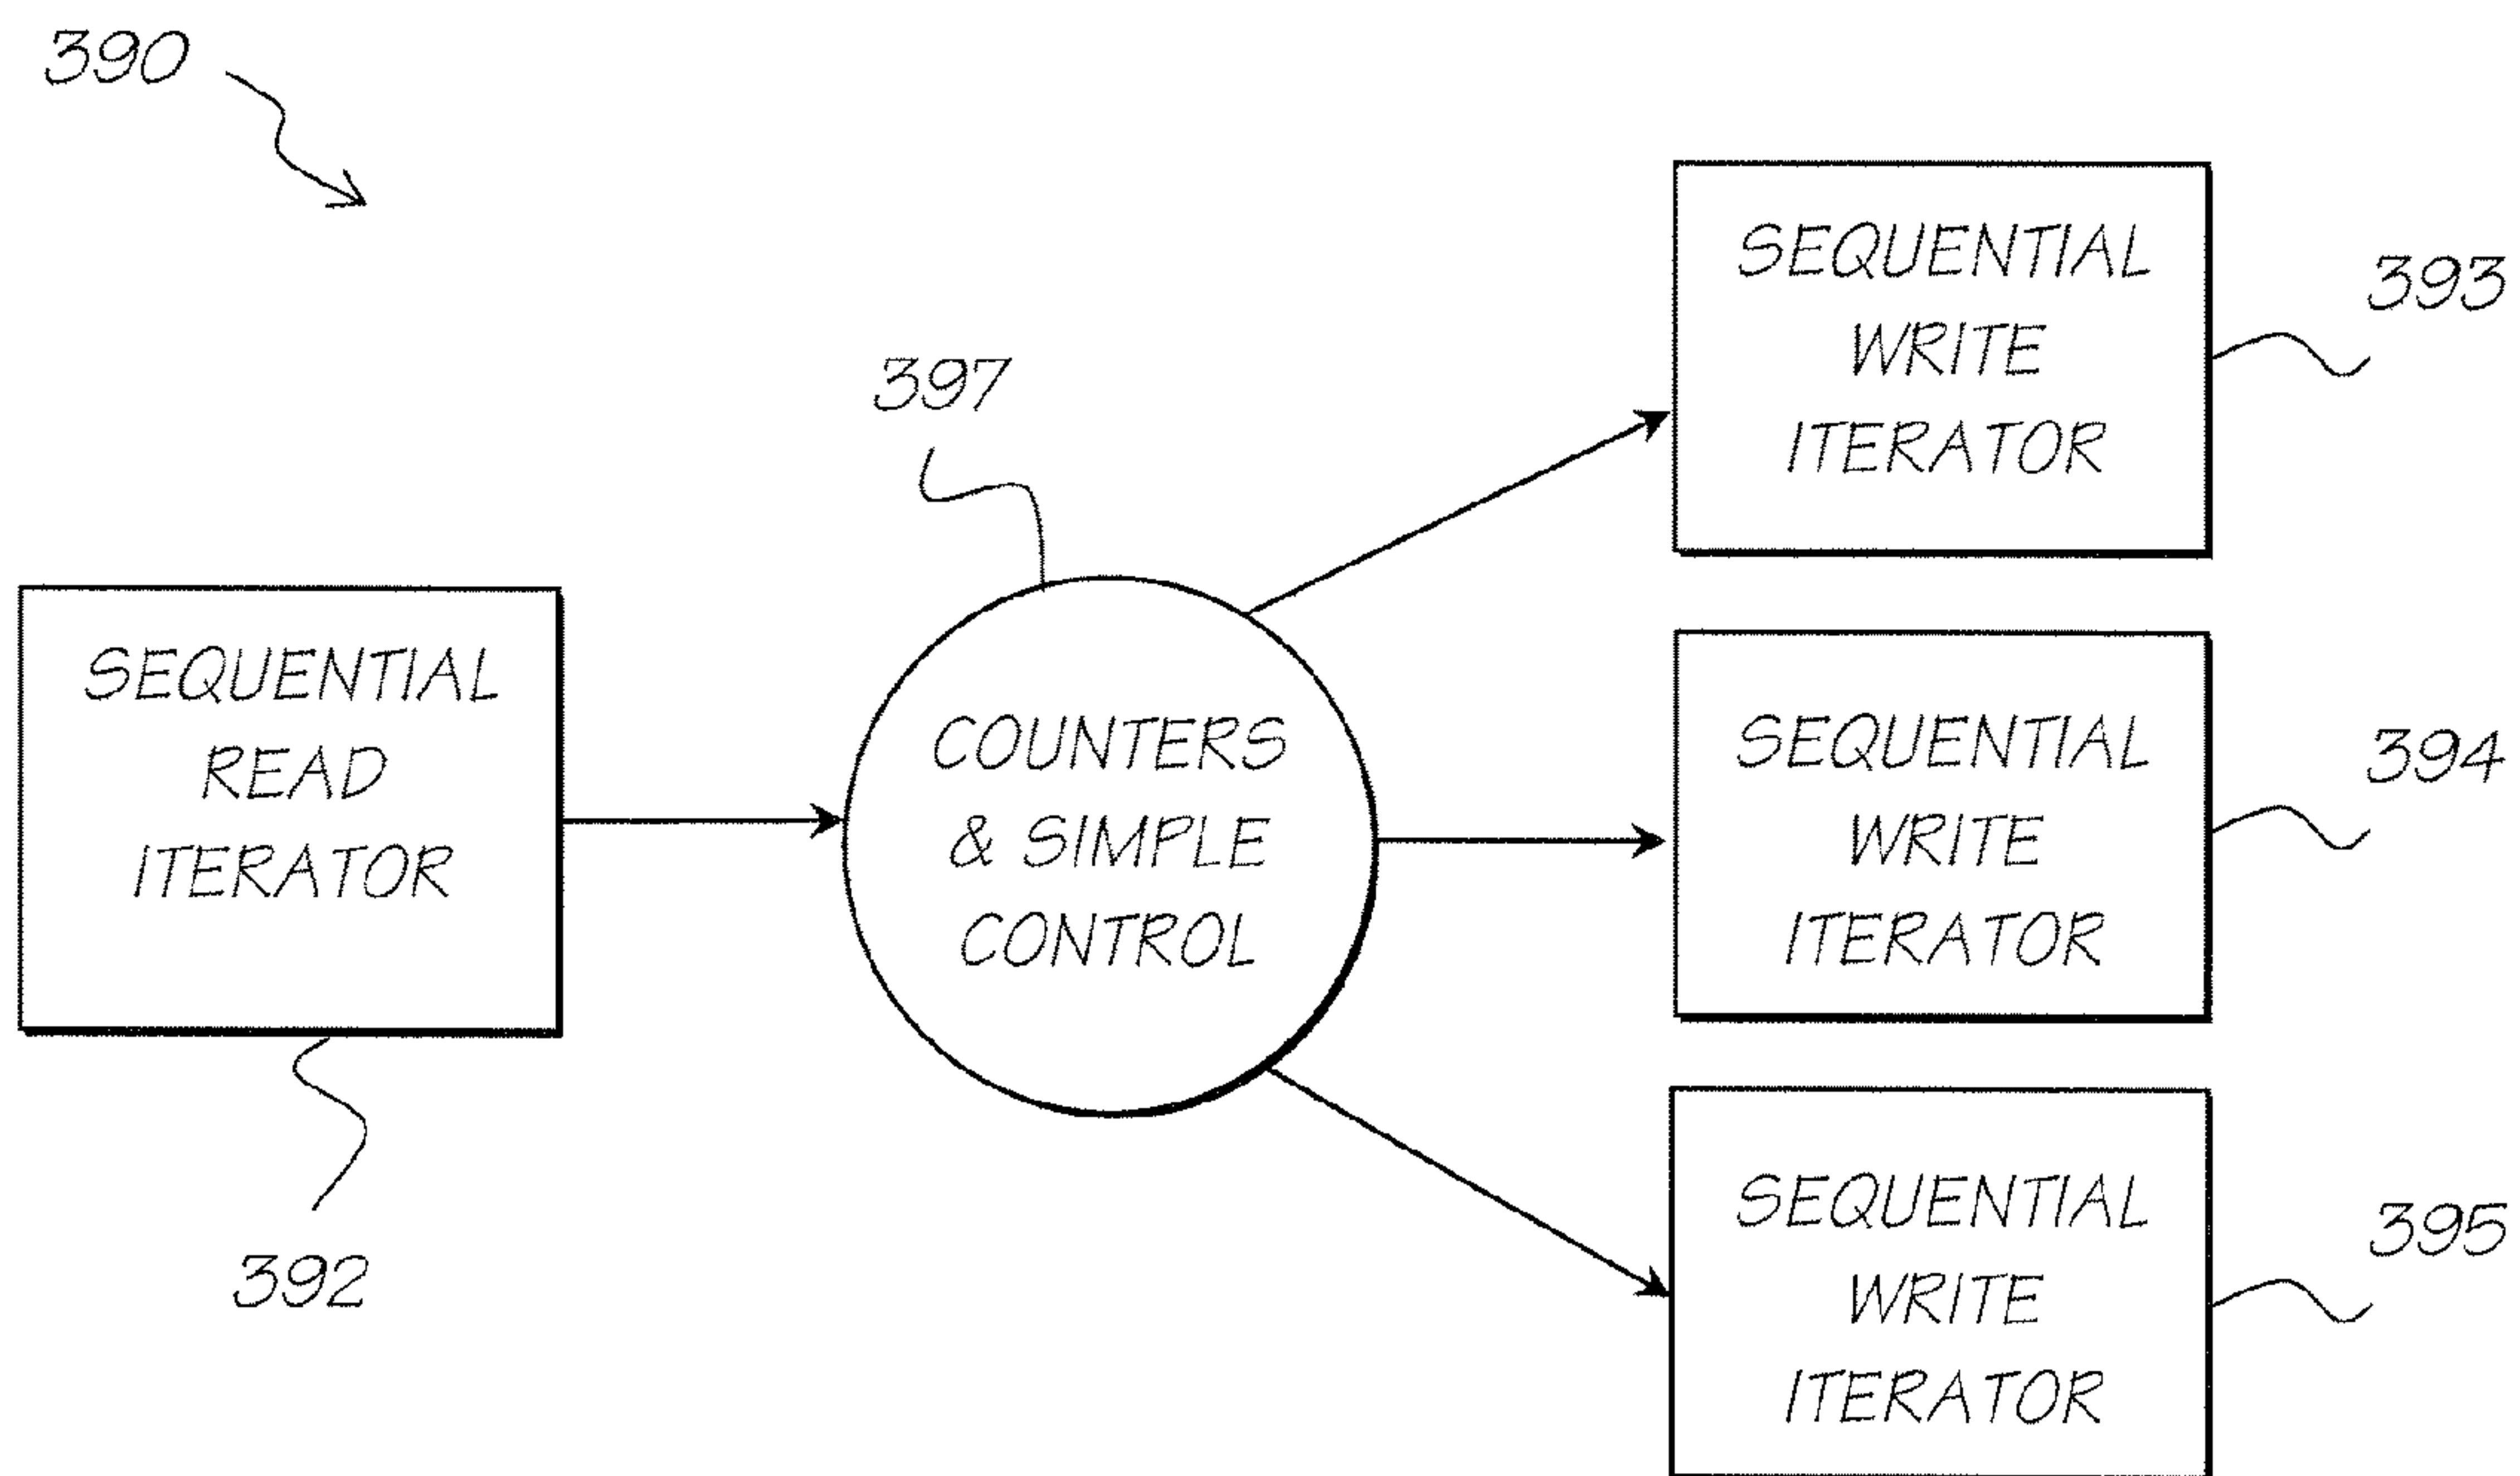 390
SEQUENTIAL
WRITE
ITERATOR
393
397
SEQUENTIAL
READ
ITERATOR
392
COUNTERS
& SIMPLE
CONTROL
SEQUENTIAL
WRITE
ITERATOR
394
SEQUENTIAL
WRITE
ITERATOR
395